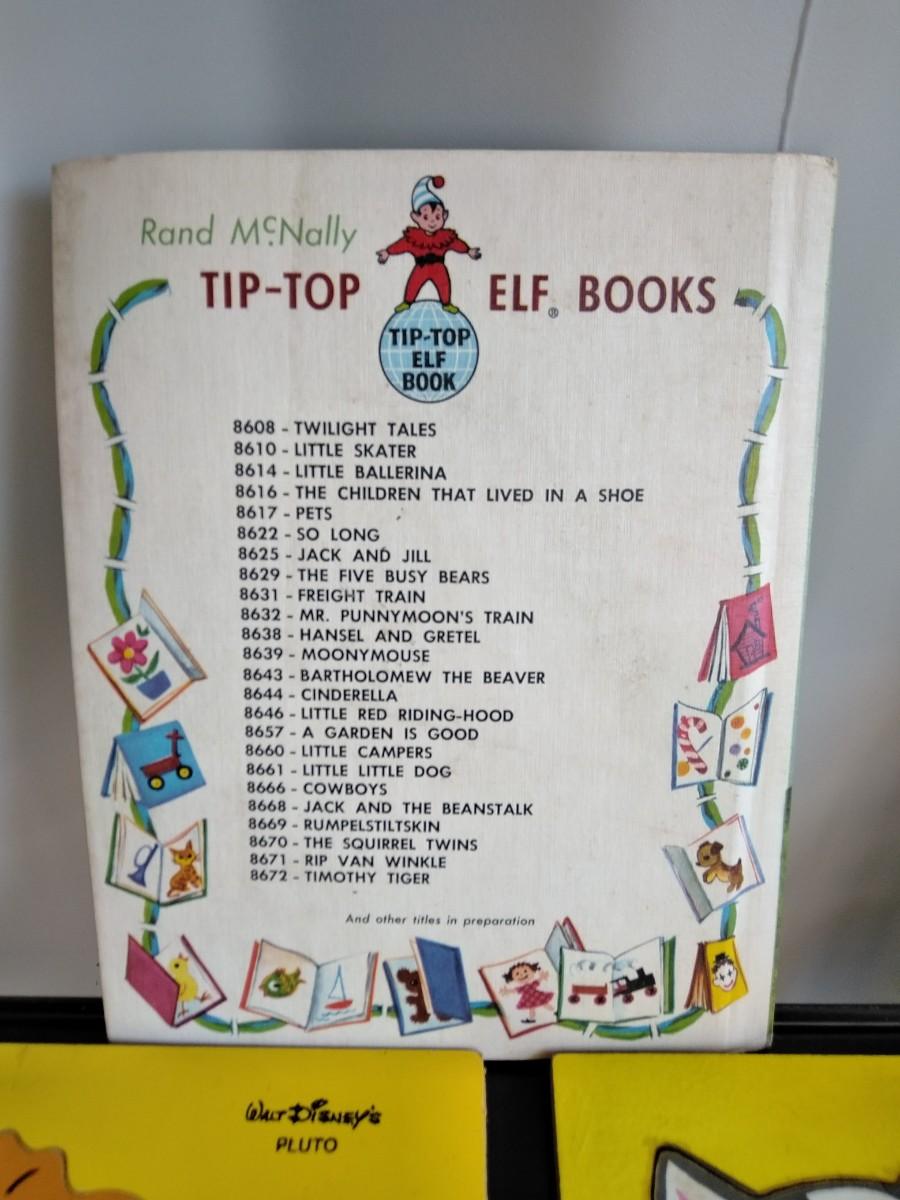 Rand McNally
TIP-TOP ELF® BOOKS
TIP-TOP
ELF
BOOK
8608 - TWILIGHT TALES
8610 - LITTLE SKATER
8614 - LITTLE BALLERINA
8616 - THE CHILDREN THAT LIVED IN A SHOE
8617 - PETS
8622 - SO LONG
8625 - JACK AND JILL
8629 - THE FIVE BUSY BEARS
8631 - FREIGHT TRAIN
8632 - MR. PUNNYMOON'S TRAIN
8638 - HANSEL AND GRETEL
8639 - MOONYMOUSE
8643 - BARTHOLOMEW THE BEAVER
8644 - CINDERELLA
8646 - LITTLE RED RIDING-HOOD
8657 - A GARDEN IS GOOD
8660 - LITTLE CAMPERS
8661 - LITTLE LITTLE DOG
8666 - COWBOYS
8668 - JACK AND THE BEANSTALK
8669 - RUMPELSTILTSKIN
8670 - THE SQUIRREL TWINS
8671 - RIP VAN WINKLE
8672 - TIMOTHY TIGER
And other titles in preparation
WALT DISNEY'S
PLUTO